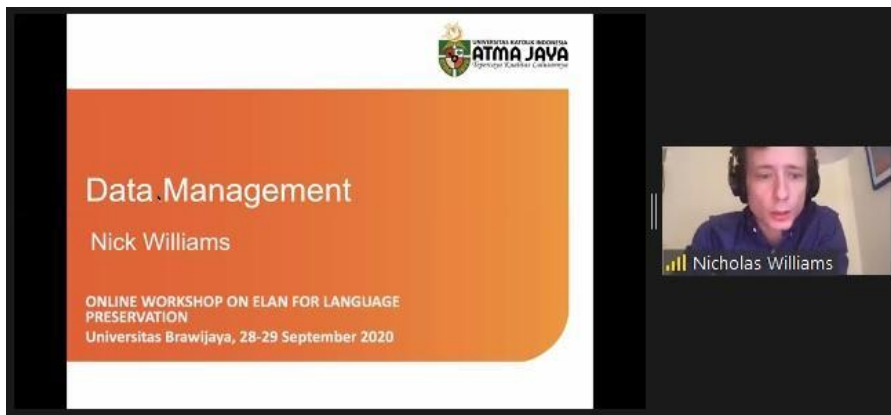 UNIVERSITAS KATOLIK INDONESIA
ATMA JAYA
Data Management
Nick Williams
ONLINE WORKSHOP ON ELAN FOR LANGUAGE
PRESERVATION
Universitas Brawijaya, 28-29 September 2020
Nicholas Williams